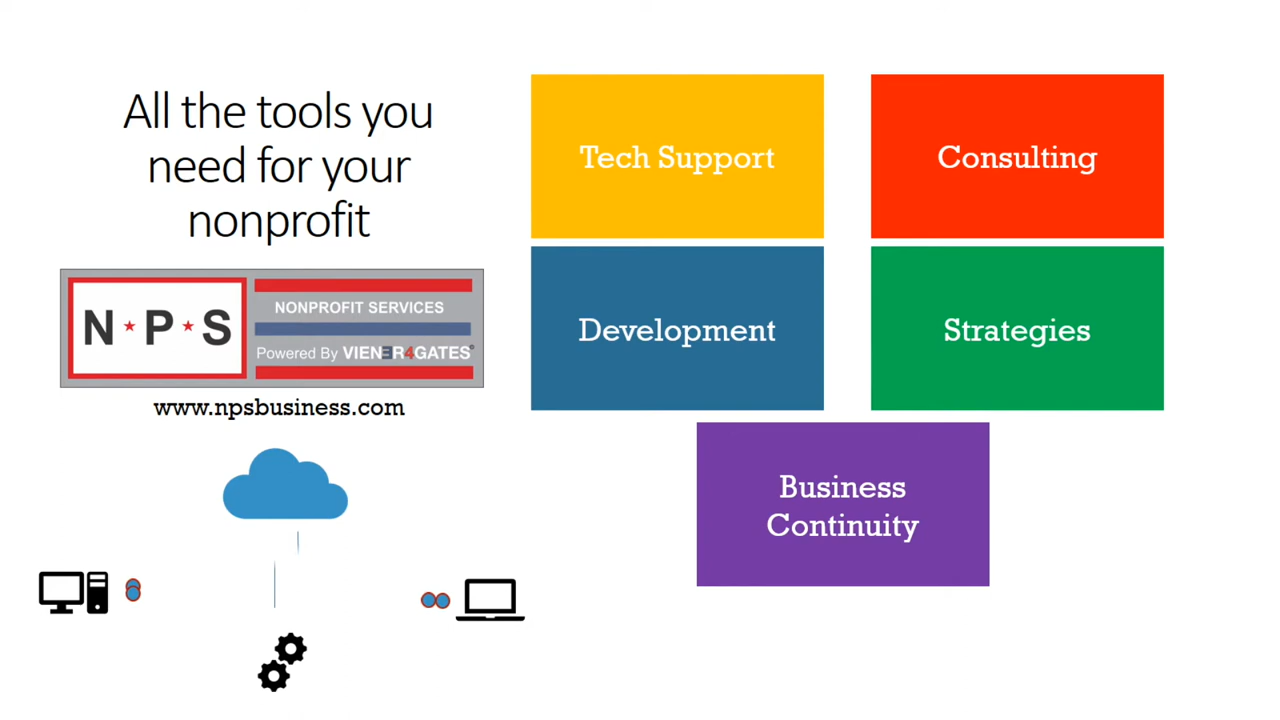 All the tools you
need for your
nonprofit
N★P★S
NONPROFIT SERVICES
Powered By VIENER4GATES®
www.npsbusiness.com
Tech Support
Consulting
Development
Strategies
Business
Continuity